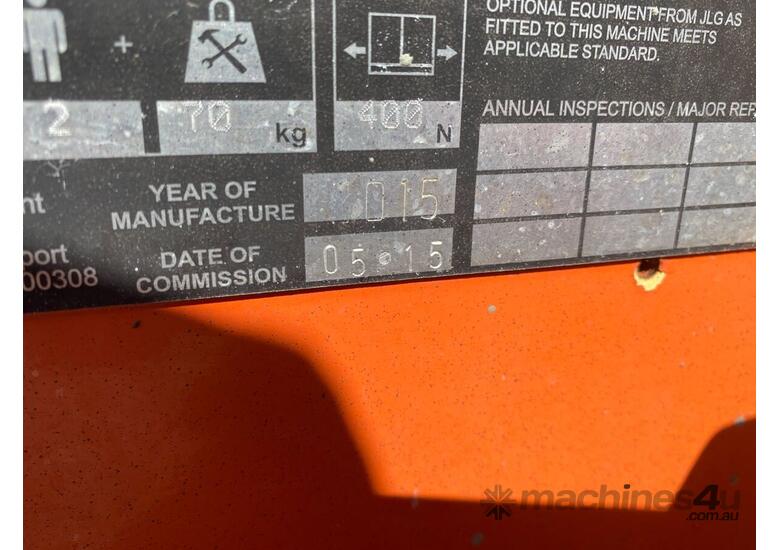 OPTIONAL EQUIPMENT FROM JLG AS
FITTED TO THIS MACHINE MEETS
APPLICABLE STANDARD.
+
2
70 kg
400 N
ANNUAL INSPECTIONS / MAJOR REP
nt
YEAR OF
MANUFACTURE
015
port
00308
DATE OF
COMMISSION
05 15
machines4u
.com.au